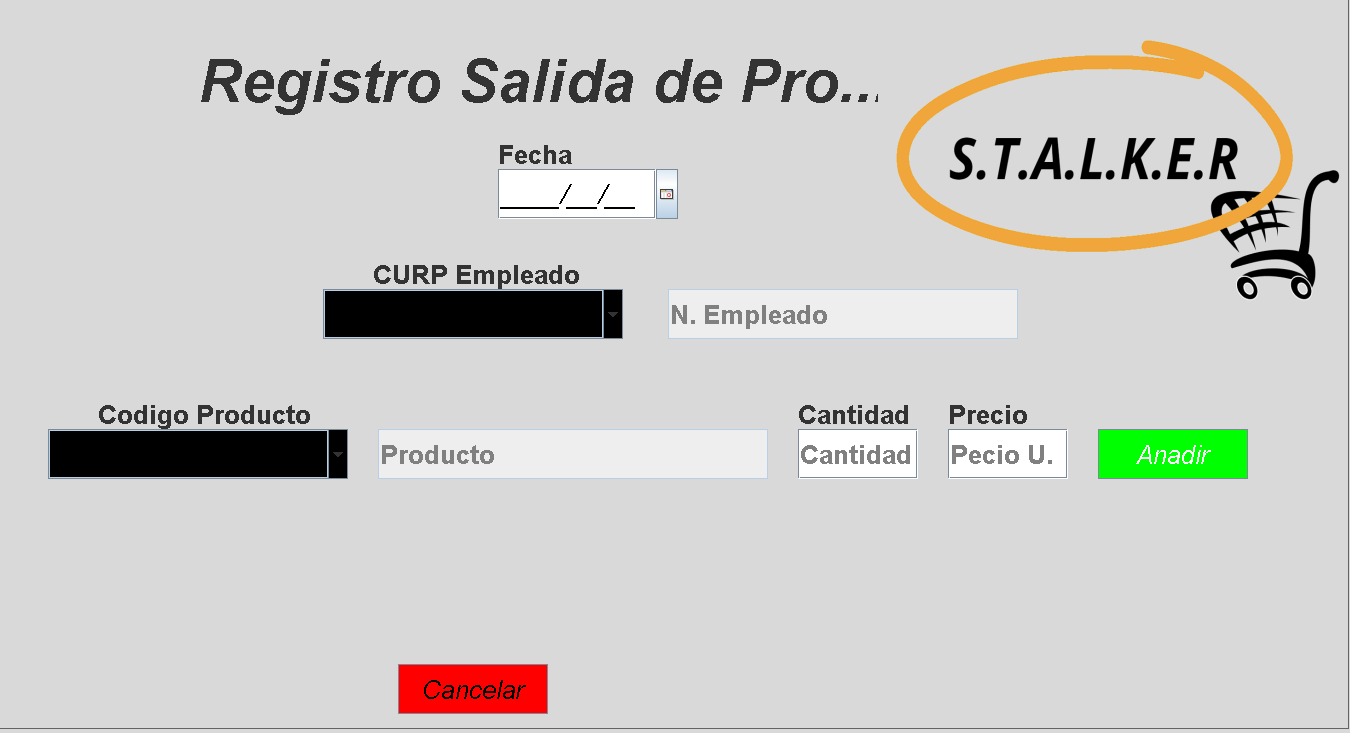 Registro Salida de Pro...
S.T.A.L.K.E.R
Fecha
____/__/__
CURP Empleado
N. Empleado
Codigo Producto
Cantidad
Precio
Producto
Cantidad
Pecio U.
Anadir
Cancelar